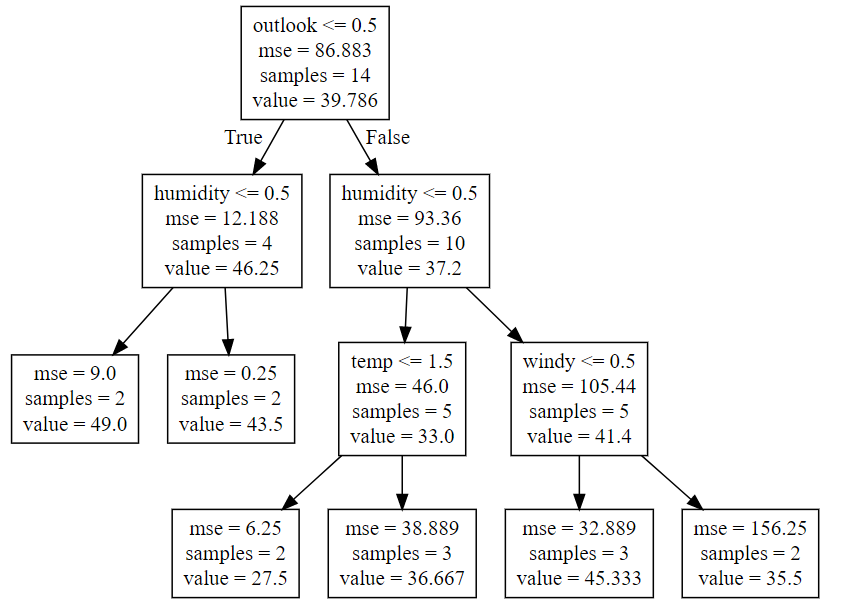 outlook <= 0.5
mse = 86.883
samples = 14
value = 39.786
True
False
humidity <= 0.5
mse = 12.188
samples = 4
value = 46.25
humidity <= 0.5
mse = 93.36
samples = 10
value = 37.2
mse = 9.0
samples = 2
value = 49.0
mse = 0.25
samples = 2
value = 43.5
temp <= 1.5
mse = 46.0
samples = 5
value = 33.0
windy <= 0.5
mse = 105.44
samples = 5
value = 41.4
mse = 6.25
samples = 2
value = 27.5
mse = 38.889
samples = 3
value = 36.667
mse = 32.889
samples = 3
value = 45.333
mse = 156.25
samples = 2
value = 35.5